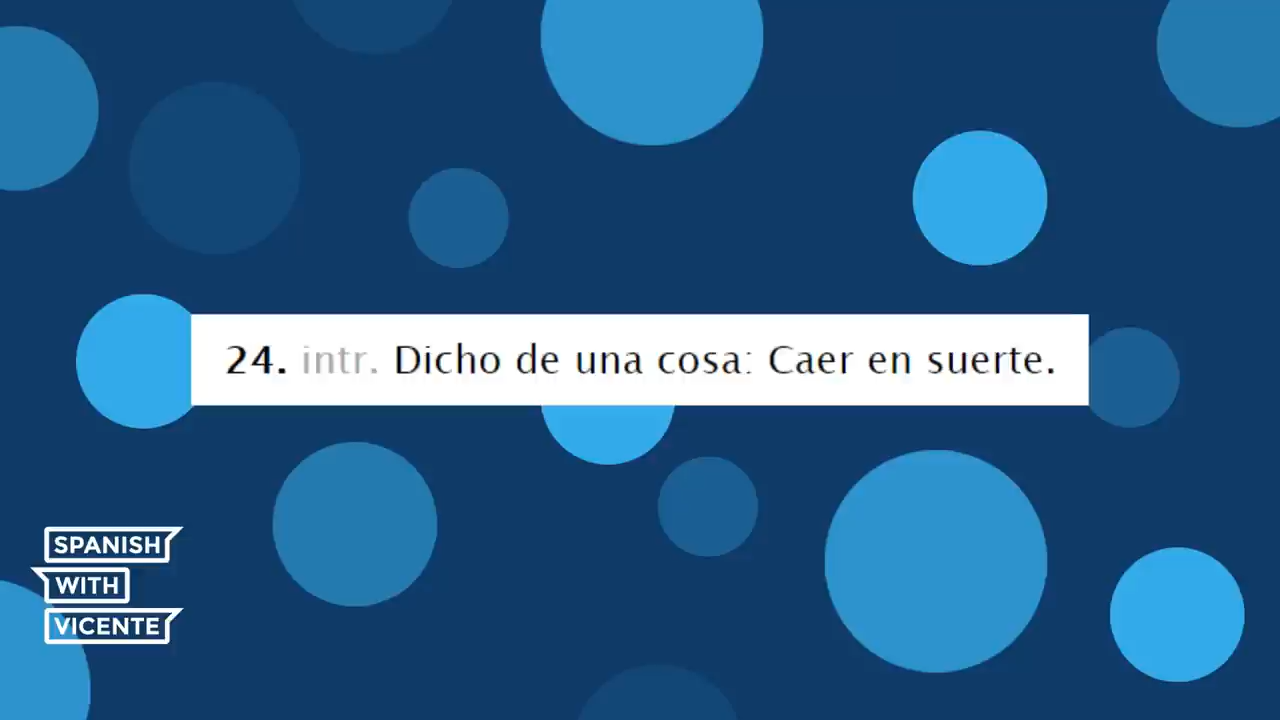 24. intr. Dicho de una cosa: Caer en suerte.
SPANISH
WITH
VICENTE